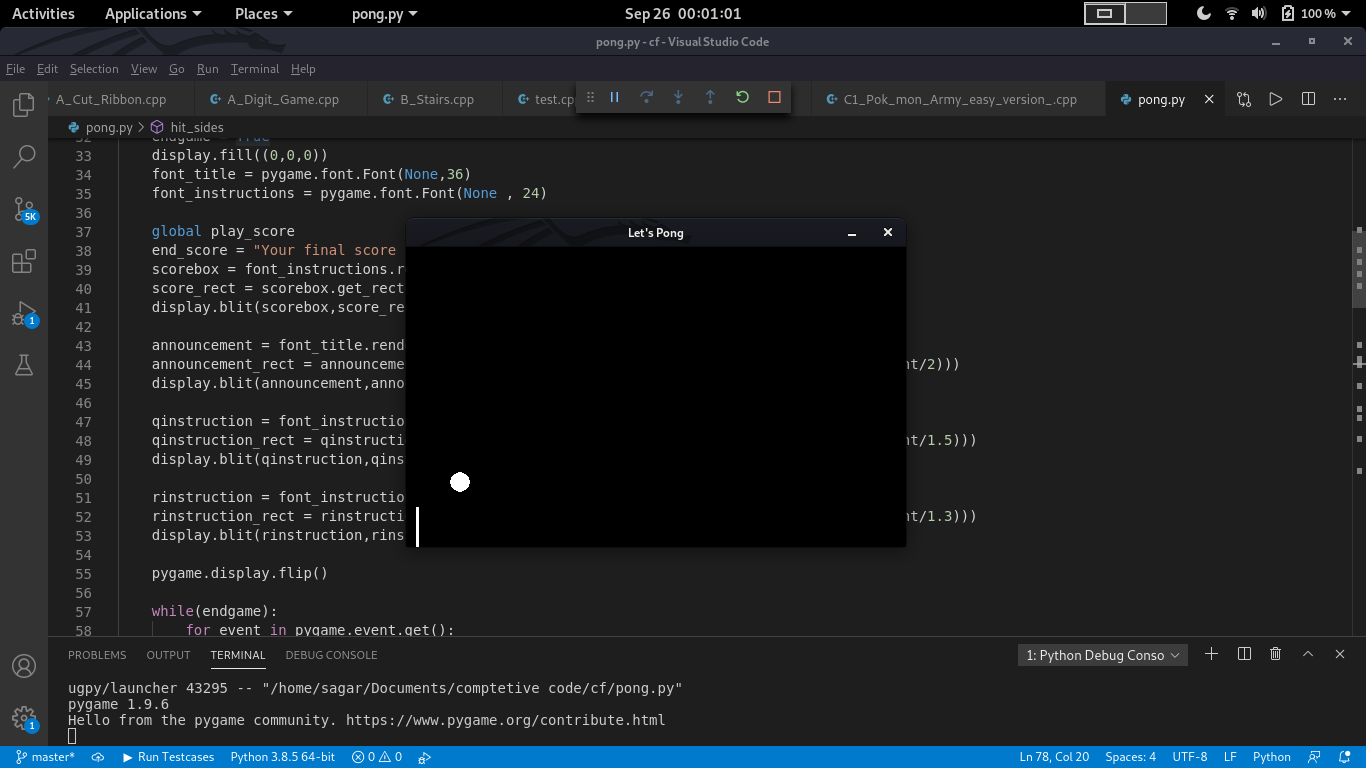 Activities Applications Places pong.py Sep 26 00:01:01 100 %
pong.py - cf - Visual Studio Code
File Edit Selection View Go Run Terminal Help
A_Cut_Ribbon.cpp A_Digit_Game.cpp B_Stairs.cpp test.cp C1_Pok_mon_Army_easy_version_.cpp pong.py
pong.py > hit_sides
33 display.fill((0,0,0))
34 font_title = pygame.font.Font(None,36)
35 font_instructions = pygame.font.Font(None , 24)
36
37 global play_score
38 end_score = "Your final score
39 scorebox = font_instructions.r
40 score_rect = scorebox.get_rect
41 display.blit(scorebox,score_re
42
43 announcement = font_title.rend
44 announcement_rect = announceme nt/2)))
45 display.blit(announcement,anno
46
47 qinstruction = font_instructio
48 qinstruction_rect = qinstructi nt/1.5)))
49 display.blit(qinstruction,qins
50
51 rinstruction = font_instructio
52 rinstruction_rect = rinstructi nt/1.3)))
53 display.blit(rinstruction,rins
54
55 pygame.display.flip()
56
57 while(endgame):
58 for event in pygame.event.get():
Let's Pong
5K
1
1
PROBLEMS OUTPUT TERMINAL DEBUG CONSOLE 1: Python Debug Conso
ugpy/launcher 43295 -- "/home/sagar/Documents/comptetive code/cf/pong.py"
pygame 1.9.6
Hello from the pygame community. https://www.pygame.org/contribute.html
master* Run Testcases Python 3.8.5 64-bit 0 0 Ln 78, Col 20 Spaces: 4 UTF-8 LF Python